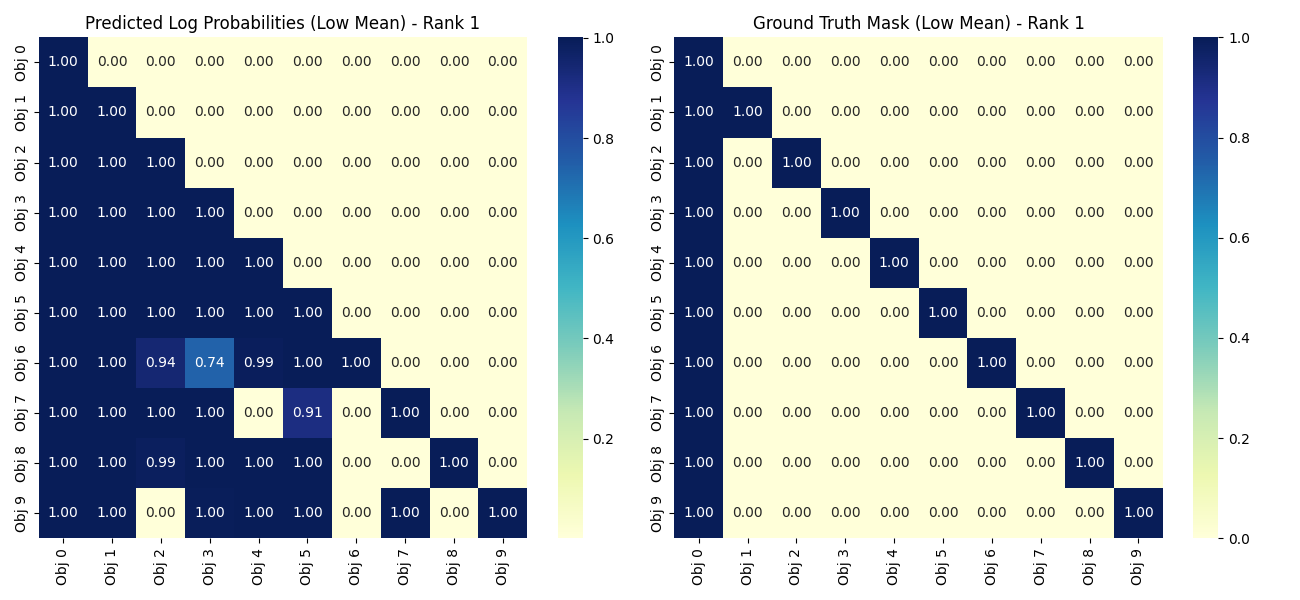 Predicted Log Probabilities (Low Mean) - Rank 1
Obj 0 1.00 0.00 0.00 0.00 0.00 0.00 0.00 0.00 0.00 0.00
Obj 1 1.00 1.00 0.00 0.00 0.00 0.00 0.00 0.00 0.00 0.00
Obj 2 1.00 1.00 1.00 0.00 0.00 0.00 0.00 0.00 0.00 0.00
Obj 3 1.00 1.00 1.00 1.00 0.00 0.00 0.00 0.00 0.00 0.00
Obj 4 1.00 1.00 1.00 1.00 1.00 0.00 0.00 0.00 0.00 0.00
Obj 5 1.00 1.00 1.00 1.00 1.00 1.00 0.00 0.00 0.00 0.00
Obj 6 1.00 1.00 0.94 0.74 0.99 1.00 1.00 0.00 0.00 0.00
Obj 7 1.00 1.00 1.00 1.00 0.00 0.91 0.00 1.00 0.00 0.00
Obj 8 1.00 1.00 0.99 1.00 1.00 1.00 0.00 0.00 1.00 0.00
Obj 9 1.00 1.00 0.00 1.00 1.00 1.00 0.00 1.00 0.00 1.00
Obj 0 Obj 1 Obj 2 Obj 3 Obj 4 Obj 5 Obj 6 Obj 7 Obj 8 Obj 9
1.0
0.8
0.6
0.4
0.2
Ground Truth Mask (Low Mean) - Rank 1
Obj 0 1.00 0.00 0.00 0.00 0.00 0.00 0.00 0.00 0.00 0.00
Obj 1 1.00 1.00 0.00 0.00 0.00 0.00 0.00 0.00 0.00 0.00
Obj 2 1.00 0.00 1.00 0.00 0.00 0.00 0.00 0.00 0.00 0.00
Obj 3 1.00 0.00 0.00 1.00 0.00 0.00 0.00 0.00 0.00 0.00
Obj 4 1.00 0.00 0.00 0.00 1.00 0.00 0.00 0.00 0.00 0.00
Obj 5 1.00 0.00 0.00 0.00 0.00 1.00 0.00 0.00 0.00 0.00
Obj 6 1.00 0.00 0.00 0.00 0.00 0.00 1.00 0.00 0.00 0.00
Obj 7 1.00 0.00 0.00 0.00 0.00 0.00 0.00 1.00 0.00 0.00
Obj 8 1.00 0.00 0.00 0.00 0.00 0.00 0.00 0.00 1.00 0.00
Obj 9 1.00 0.00 0.00 0.00 0.00 0.00 0.00 0.00 0.00 1.00
Obj 0 Obj 1 Obj 2 Obj 3 Obj 4 Obj 5 Obj 6 Obj 7 Obj 8 Obj 9
1.0
0.8
0.6
0.4
0.2
0.0